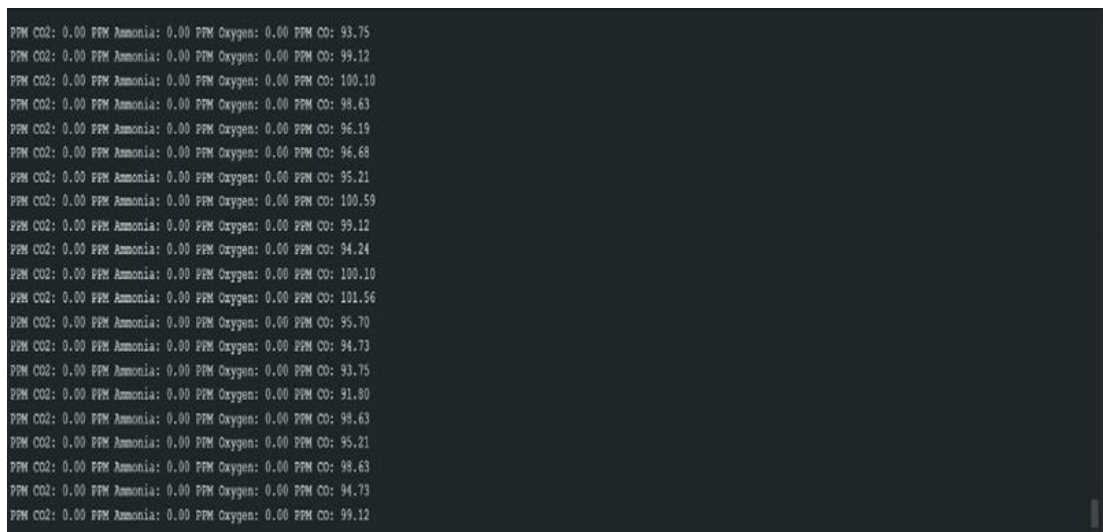 PPM CO2: 0.00 PPM Ammonia: 0.00 PPM Oxygen: 0.00 PPM CO: 93.75
PPM CO2: 0.00 PPM Ammonia: 0.00 PPM Oxygen: 0.00 PPM CO: 99.12
PPM CO2: 0.00 PPM Ammonia: 0.00 PPM Oxygen: 0.00 PPM CO: 100.10
PPM CO2: 0.00 PPM Ammonia: 0.00 PPM Oxygen: 0.00 PPM CO: 98.63
PPM CO2: 0.00 PPM Ammonia: 0.00 PPM Oxygen: 0.00 PPM CO: 96.19
PPM CO2: 0.00 PPM Ammonia: 0.00 PPM Oxygen: 0.00 PPM CO: 96.68
PPM CO2: 0.00 PPM Ammonia: 0.00 PPM Oxygen: 0.00 PPM CO: 95.21
PPM CO2: 0.00 PPM Ammonia: 0.00 PPM Oxygen: 0.00 PPM CO: 100.59
PPM CO2: 0.00 PPM Ammonia: 0.00 PPM Oxygen: 0.00 PPM CO: 99.12
PPM CO2: 0.00 PPM Ammonia: 0.00 PPM Oxygen: 0.00 PPM CO: 94.24
PPM CO2: 0.00 PPM Ammonia: 0.00 PPM Oxygen: 0.00 PPM CO: 100.10
PPM CO2: 0.00 PPM Ammonia: 0.00 PPM Oxygen: 0.00 PPM CO: 101.56
PPM CO2: 0.00 PPM Ammonia: 0.00 PPM Oxygen: 0.00 PPM CO: 95.70
PPM CO2: 0.00 PPM Ammonia: 0.00 PPM Oxygen: 0.00 PPM CO: 94.73
PPM CO2: 0.00 PPM Ammonia: 0.00 PPM Oxygen: 0.00 PPM CO: 93.75
PPM CO2: 0.00 PPM Ammonia: 0.00 PPM Oxygen: 0.00 PPM CO: 91.80
PPM CO2: 0.00 PPM Ammonia: 0.00 PPM Oxygen: 0.00 PPM CO: 98.63
PPM CO2: 0.00 PPM Ammonia: 0.00 PPM Oxygen: 0.00 PPM CO: 95.21
PPM CO2: 0.00 PPM Ammonia: 0.00 PPM Oxygen: 0.00 PPM CO: 98.63
PPM CO2: 0.00 PPM Ammonia: 0.00 PPM Oxygen: 0.00 PPM CO: 94.73
PPM CO2: 0.00 PPM Ammonia: 0.00 PPM Oxygen: 0.00 PPM CO: 99.12